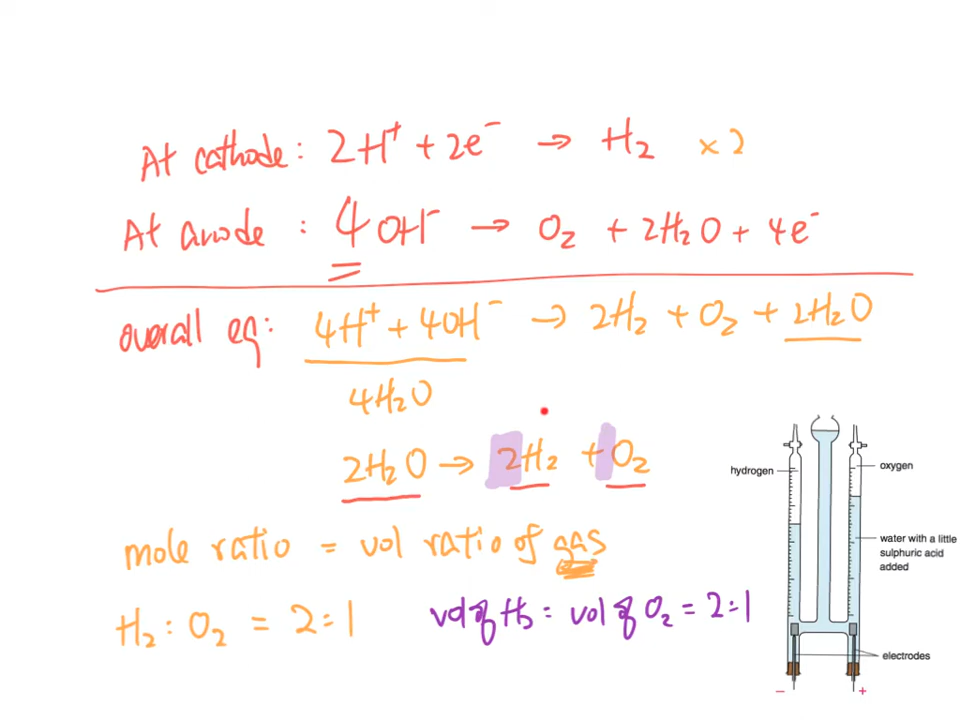 At cathode : 2H⁺ + 2e⁻ → H₂ × 2
At anode : 4OH⁻ → O₂ + 2H₂O + 4e⁻
overall eq: 4H⁺ + 4OH⁻ → 2H₂ + O₂ + 2H₂O
4H₂O
2H₂O → 2H₂ + O₂
mole ratio = vol ratio of gas
H₂ : O₂ = 2:1
vol of H₂ = vol of O₂ = 2:1
hydrogen
oxygen
water with a little
sulphuric acid
added
electrodes
− +